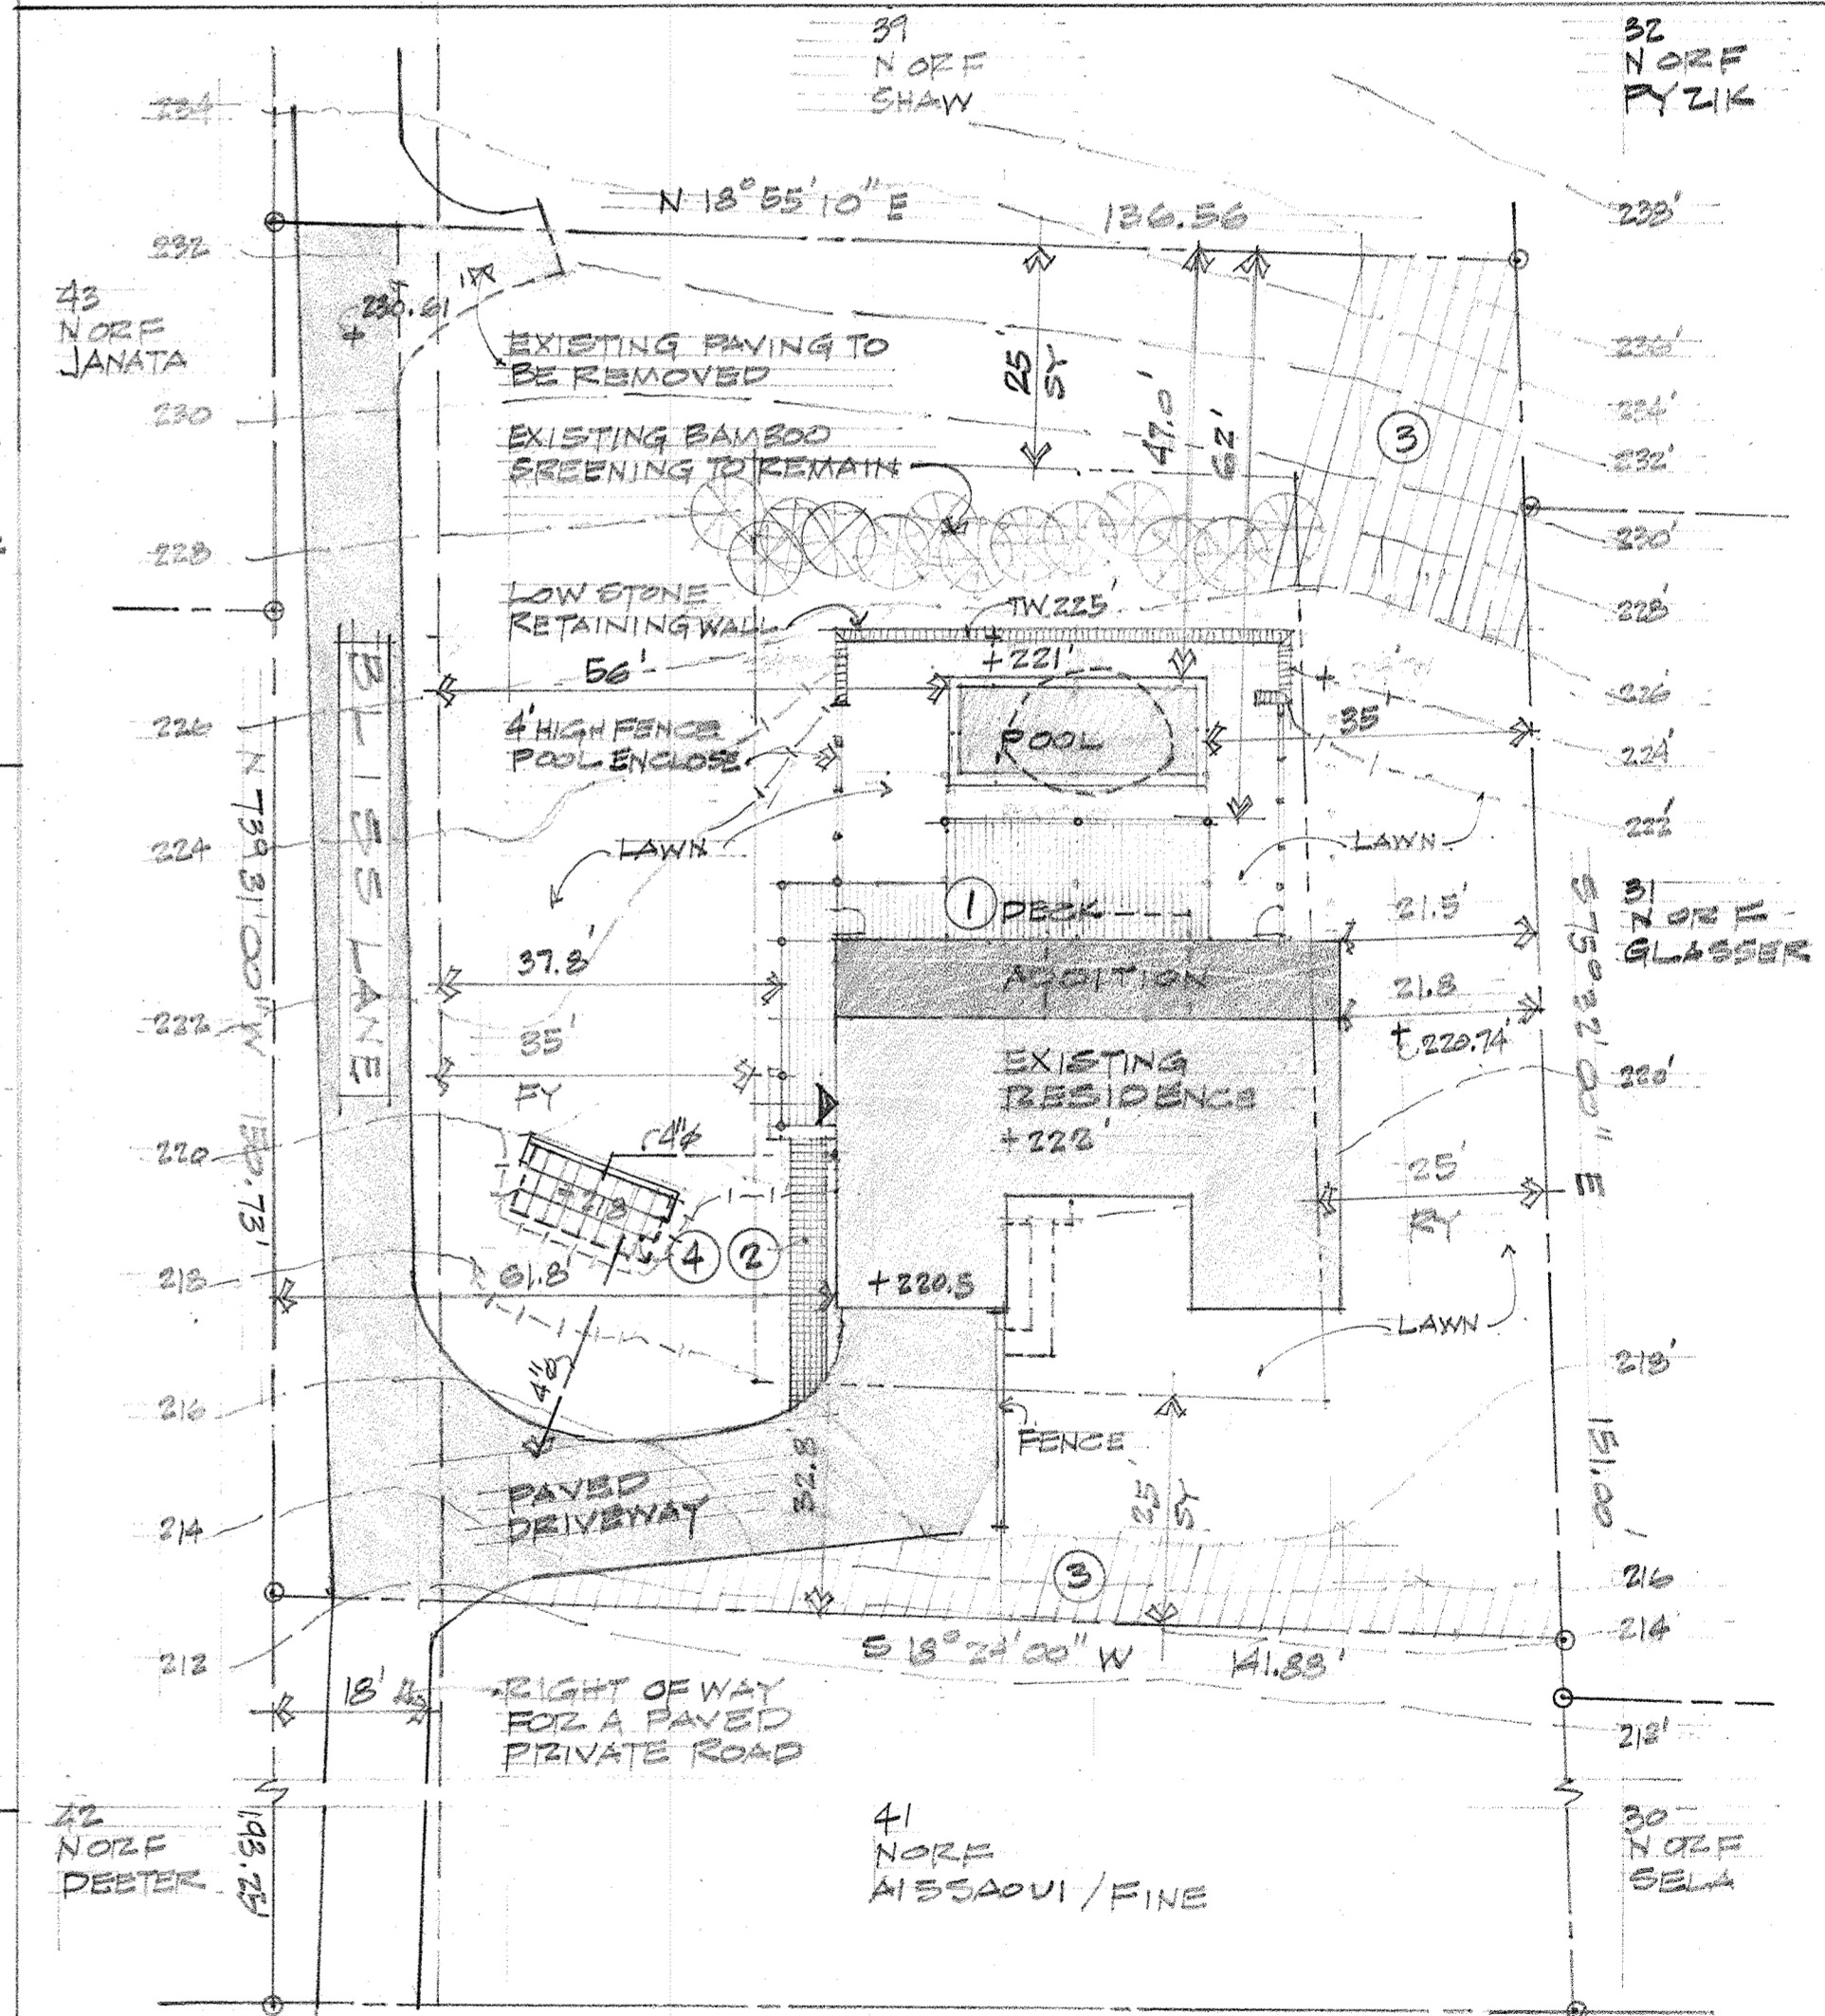 39
N OR F
SHAW
32
N OR F
PYZIK
234
N 18° 55' 10" E
136.56
238'
232
43
N OR F
JANATA
230.61
EXISTING PAVING TO
BE REMOVED
25'
SY
47.0'
62'
236'
234'
230
3
EXISTING BAMBOO
SREENING TO REMAIN
232'
228
230'
LOW STONE
RETAINING WALL
TW 225'
228'
56'
+221'
226'
226
4' HIGH FENCE
POOL ENCLOSE
POOL
35'
224'
BLISS LANE
N 73° 31' 00" W 150.73'
224
LAWN
LAWN
222'
1
DECK
21.5'
31
N OR F
GLASSER
S 75° 32' 00" E
37.8'
ADDITION
21.8
222
+ 220.74'
35'
FY
EXISTING
RESIDENCE
+222'
220'
220
4"ø
25'
RY
218
61.8'
4
2
+220.5
LAWN
218'
4"ø
216
FENCE
151.00'
PAVED
DRIVEWAY
32.8'
25'
SY
214
3
216
214
S 18° 24' 00" W
141.88'
212
18'
RIGHT OF WAY
FOR A PAVED
PRIVATE ROAD
212'
42
N OR F
DEETER
41
N OR F
AISSAOUI / FINE
30
N OR F
SELA